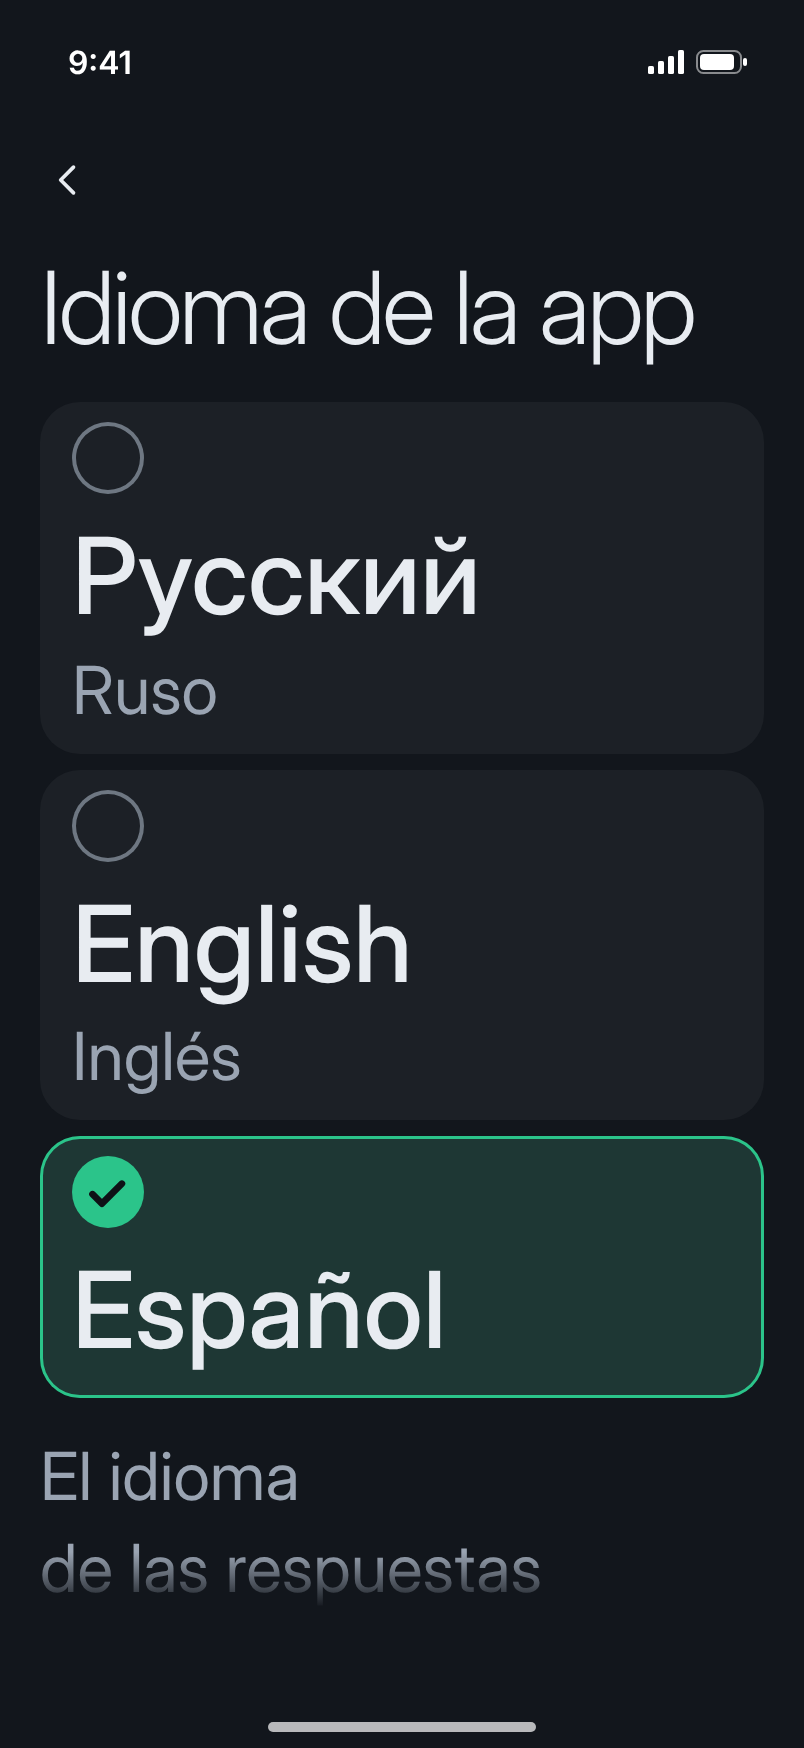 9:41
Idioma de la app
Русский
Ruso
English
Inglés
Español
El idioma
de las respuestas